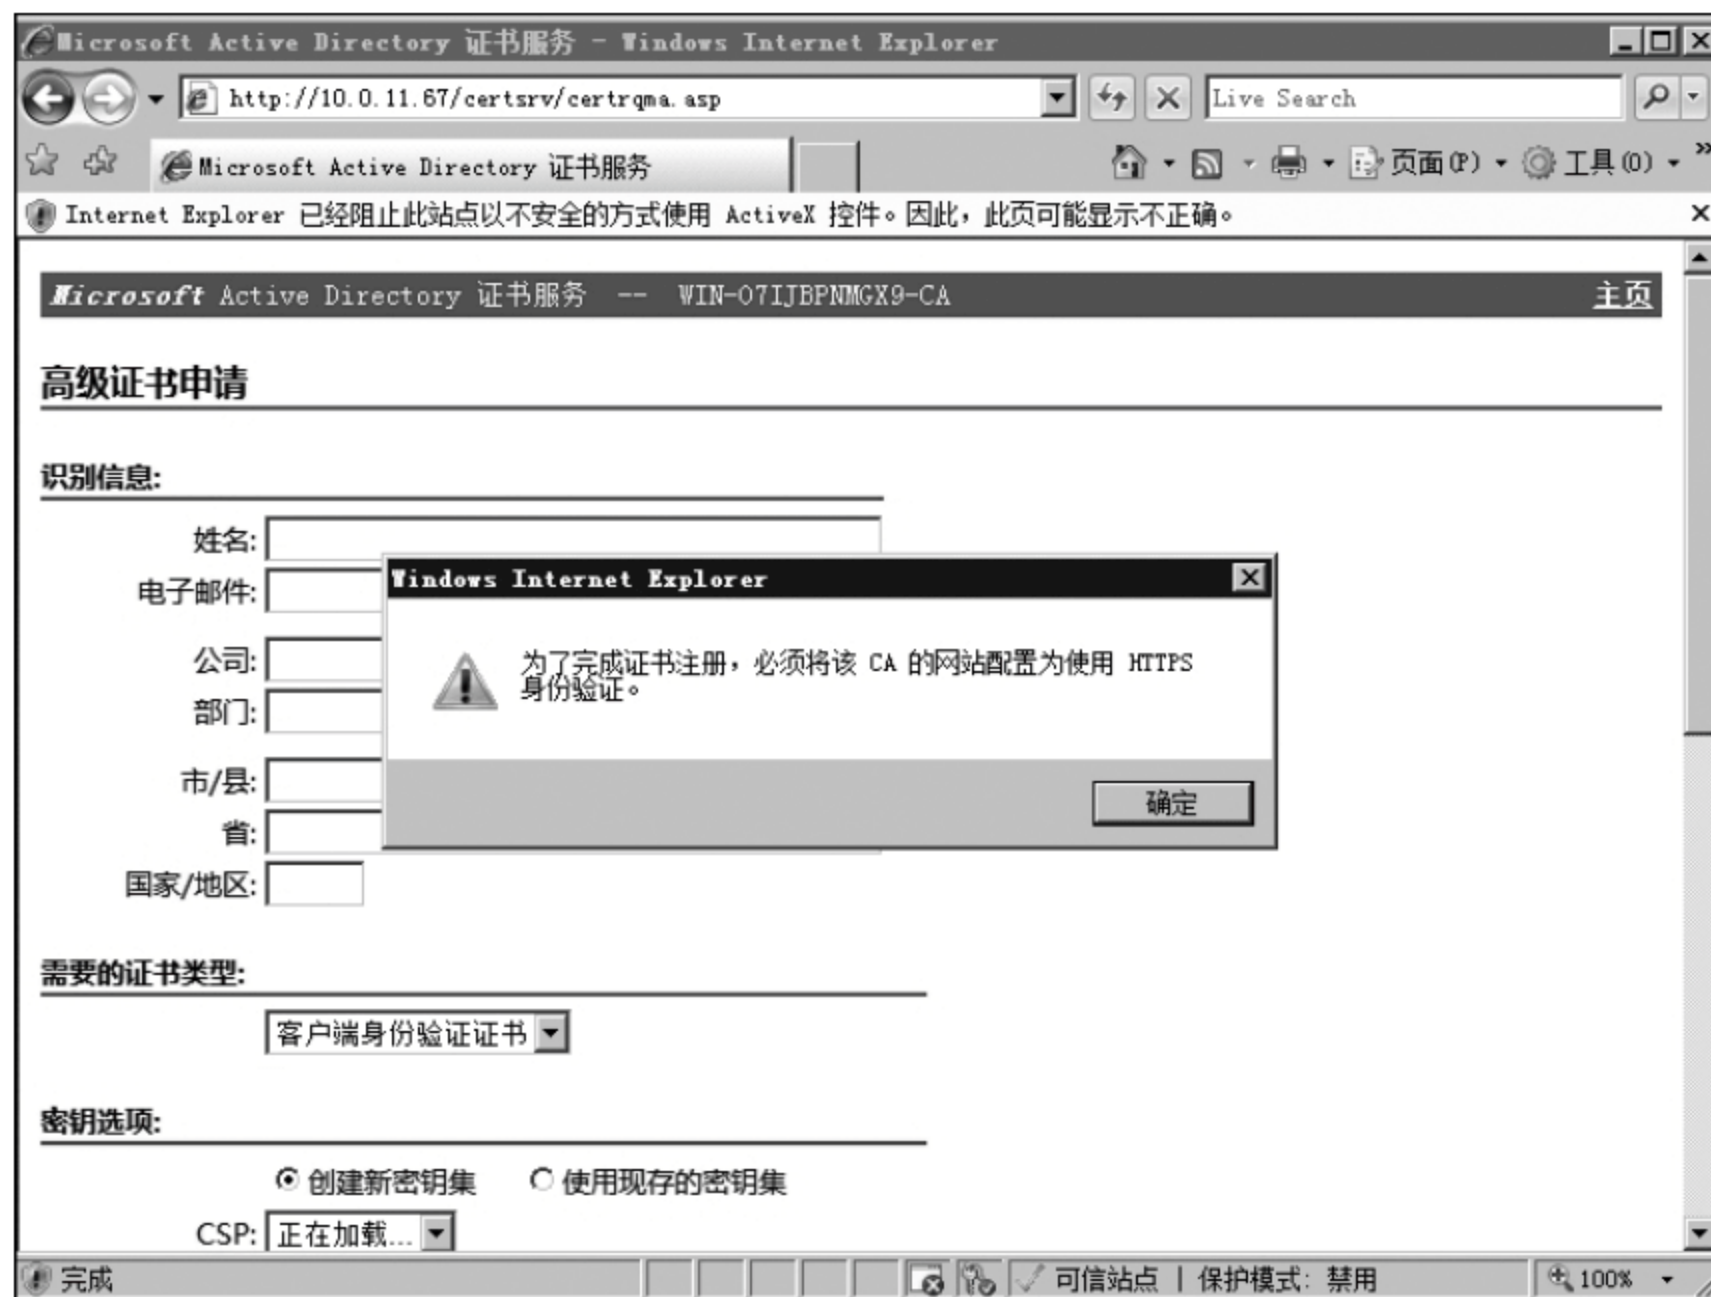 Microsoft Active Directory 证书服务 - Windows Internet Explorer
http://10.0.11.67/certsrv/certrqma.asp
Live Search
Microsoft Active Directory 证书服务
页面(P)
工具(O)
Internet Explorer 已经阻止此站点以不安全的方式使用 ActiveX 控件。因此，此页可能显示不正确。
Microsoft Active Directory 证书服务 -- WIN-O7IJBPNMGX9-CA
主页
高级证书申请
识别信息:
姓名:
电子邮件:
公司:
部门:
市/县:
省:
国家/地区:
Windows Internet Explorer
为了完成证书注册，必须将该 CA 的网站配置为使用 HTTPS
身份验证。
确定
需要的证书类型:
客户端身份验证证书
密钥选项:
创建新密钥集 使用现存的密钥集
CSP: 正在加载...
完成
可信站点 | 保护模式: 禁用
100%